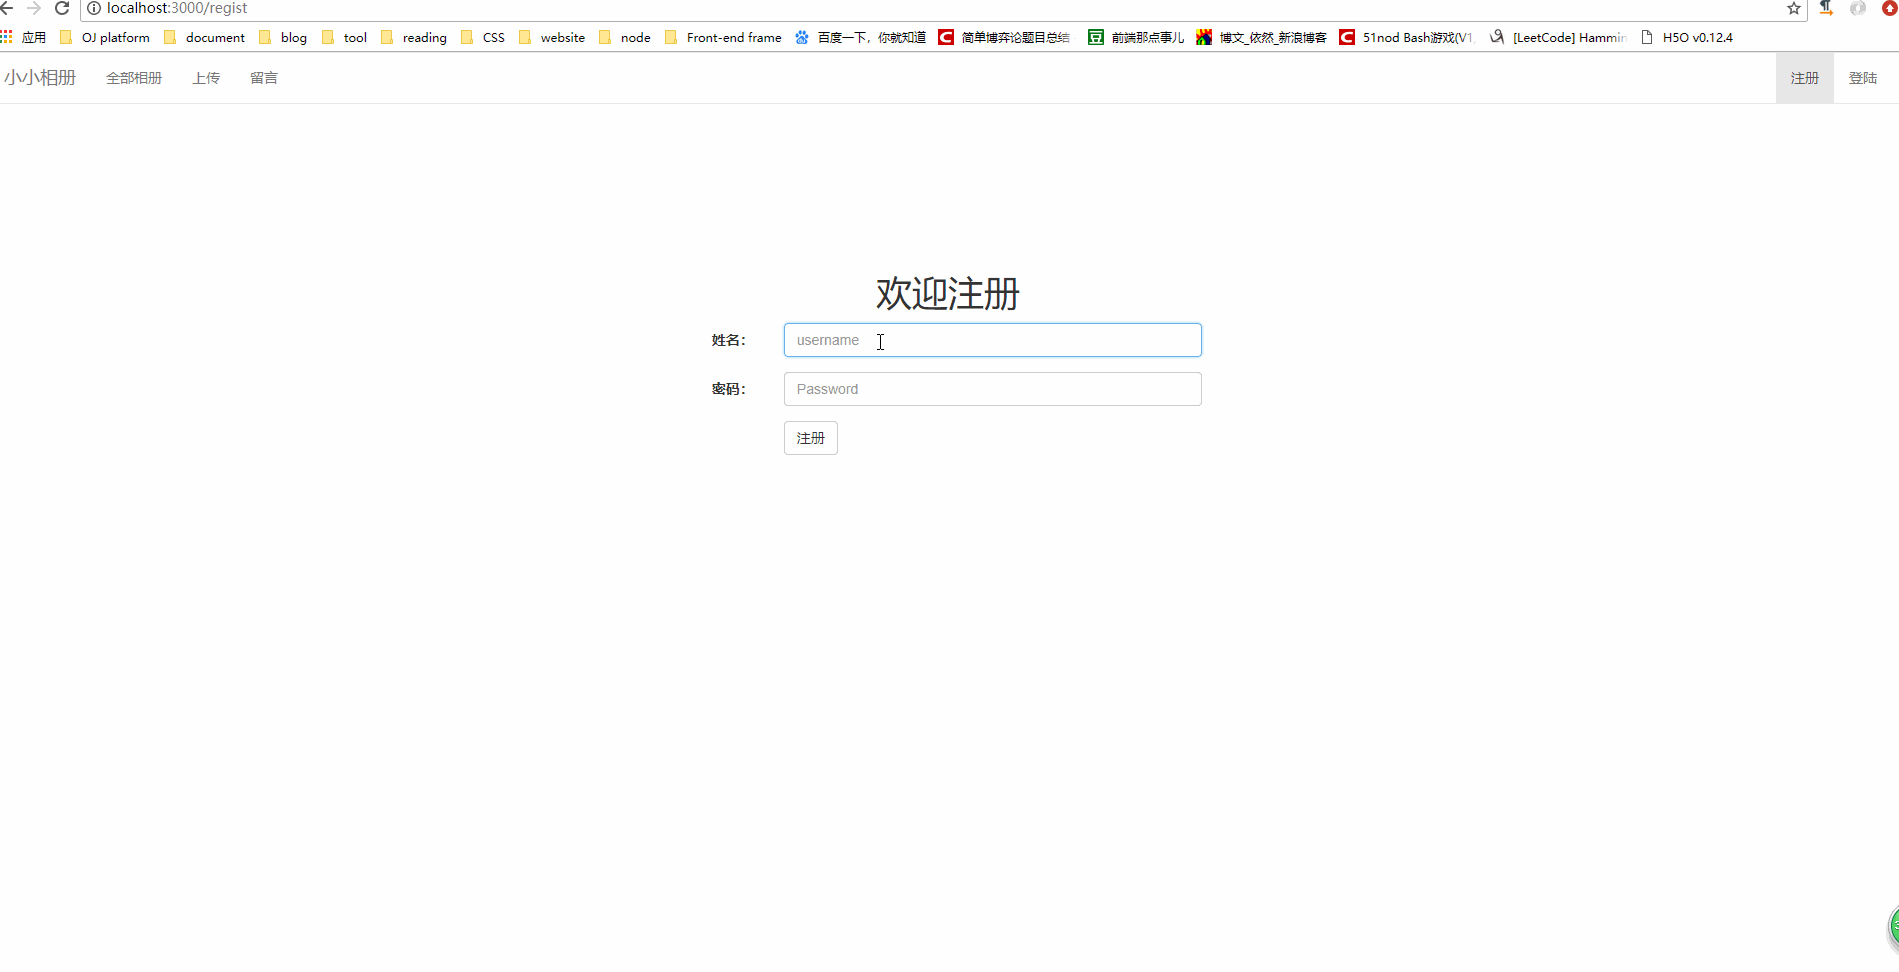 localhost:3000/regist
应用 OJ platform document blog tool reading CSS website node Front-end frame 百度一下，你就知道 简单博弈论题目总结 前端那点事儿 博文_依然_新浪博客 51nod Bash游戏(V1 [LeetCode] Hammin H5O v0.12.4
小小相册 全部相册 上传 留言 注册 登陆
欢迎注册
姓名： username
密码： Password
注册